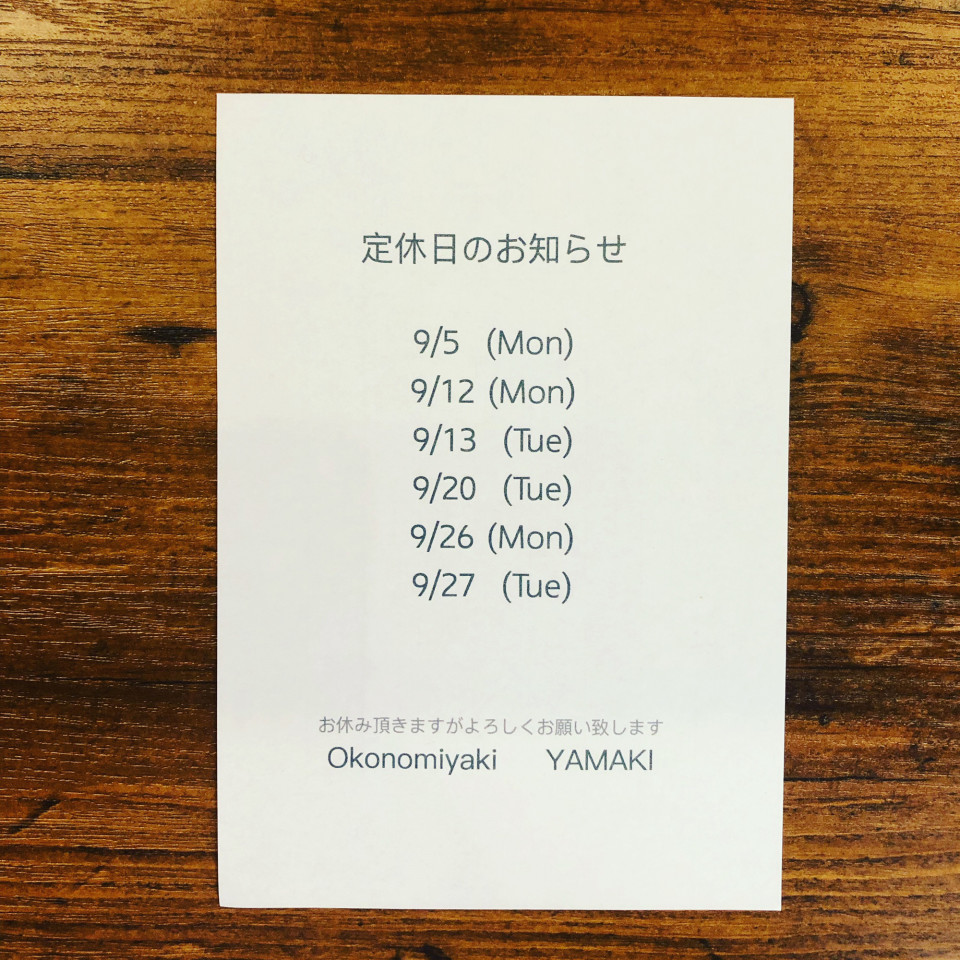 定休日のお知らせ
9/5 (Mon)
9/12 (Mon)
9/13 (Tue)
9/20 (Tue)
9/26 (Mon)
9/27 (Tue)
お休み頂きますがよろしくお願い致します
Okonomiyaki YAMAKI